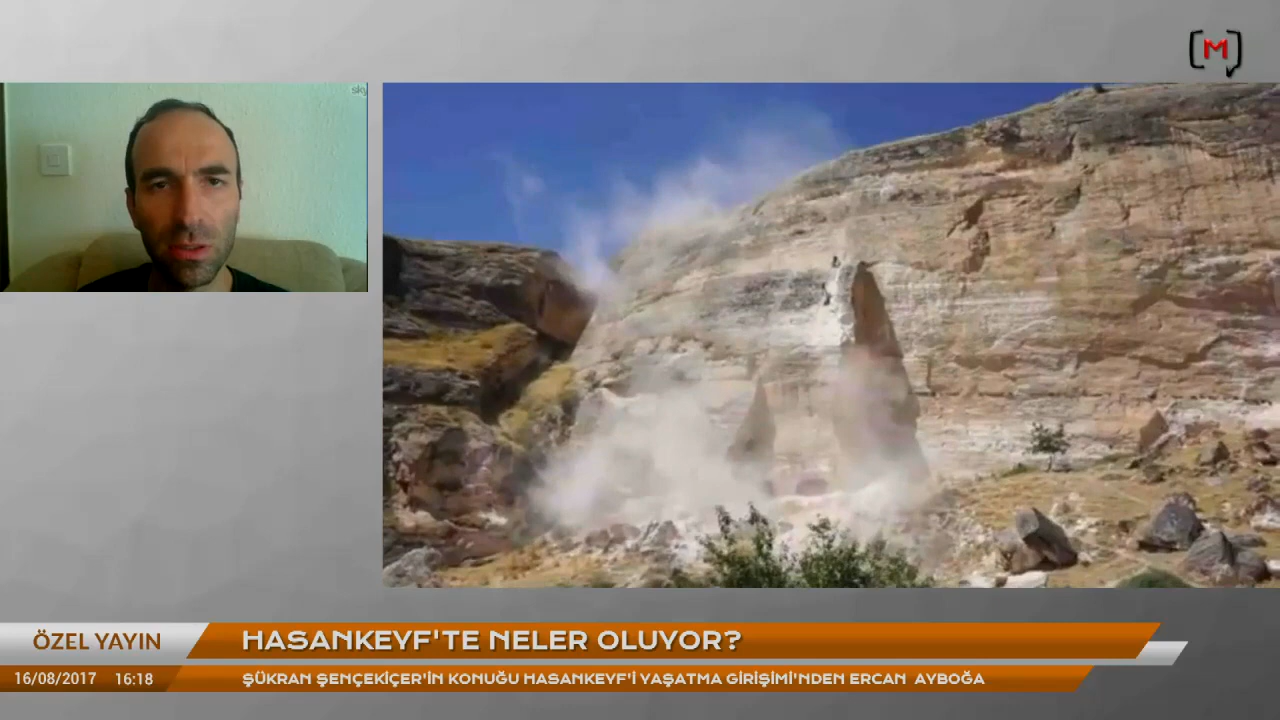 [M]
sky
ÖZEL YAYIN
HASANKEYF'TE NELER OLUYOR?
16/08/2017 16:18
ŞÜKRAN ŞENÇEKİÇER'İN KONUĞU HASANKEYF'İ YAŞATMA GİRİŞİMİ'NDEN ERCAN AYBOĞA